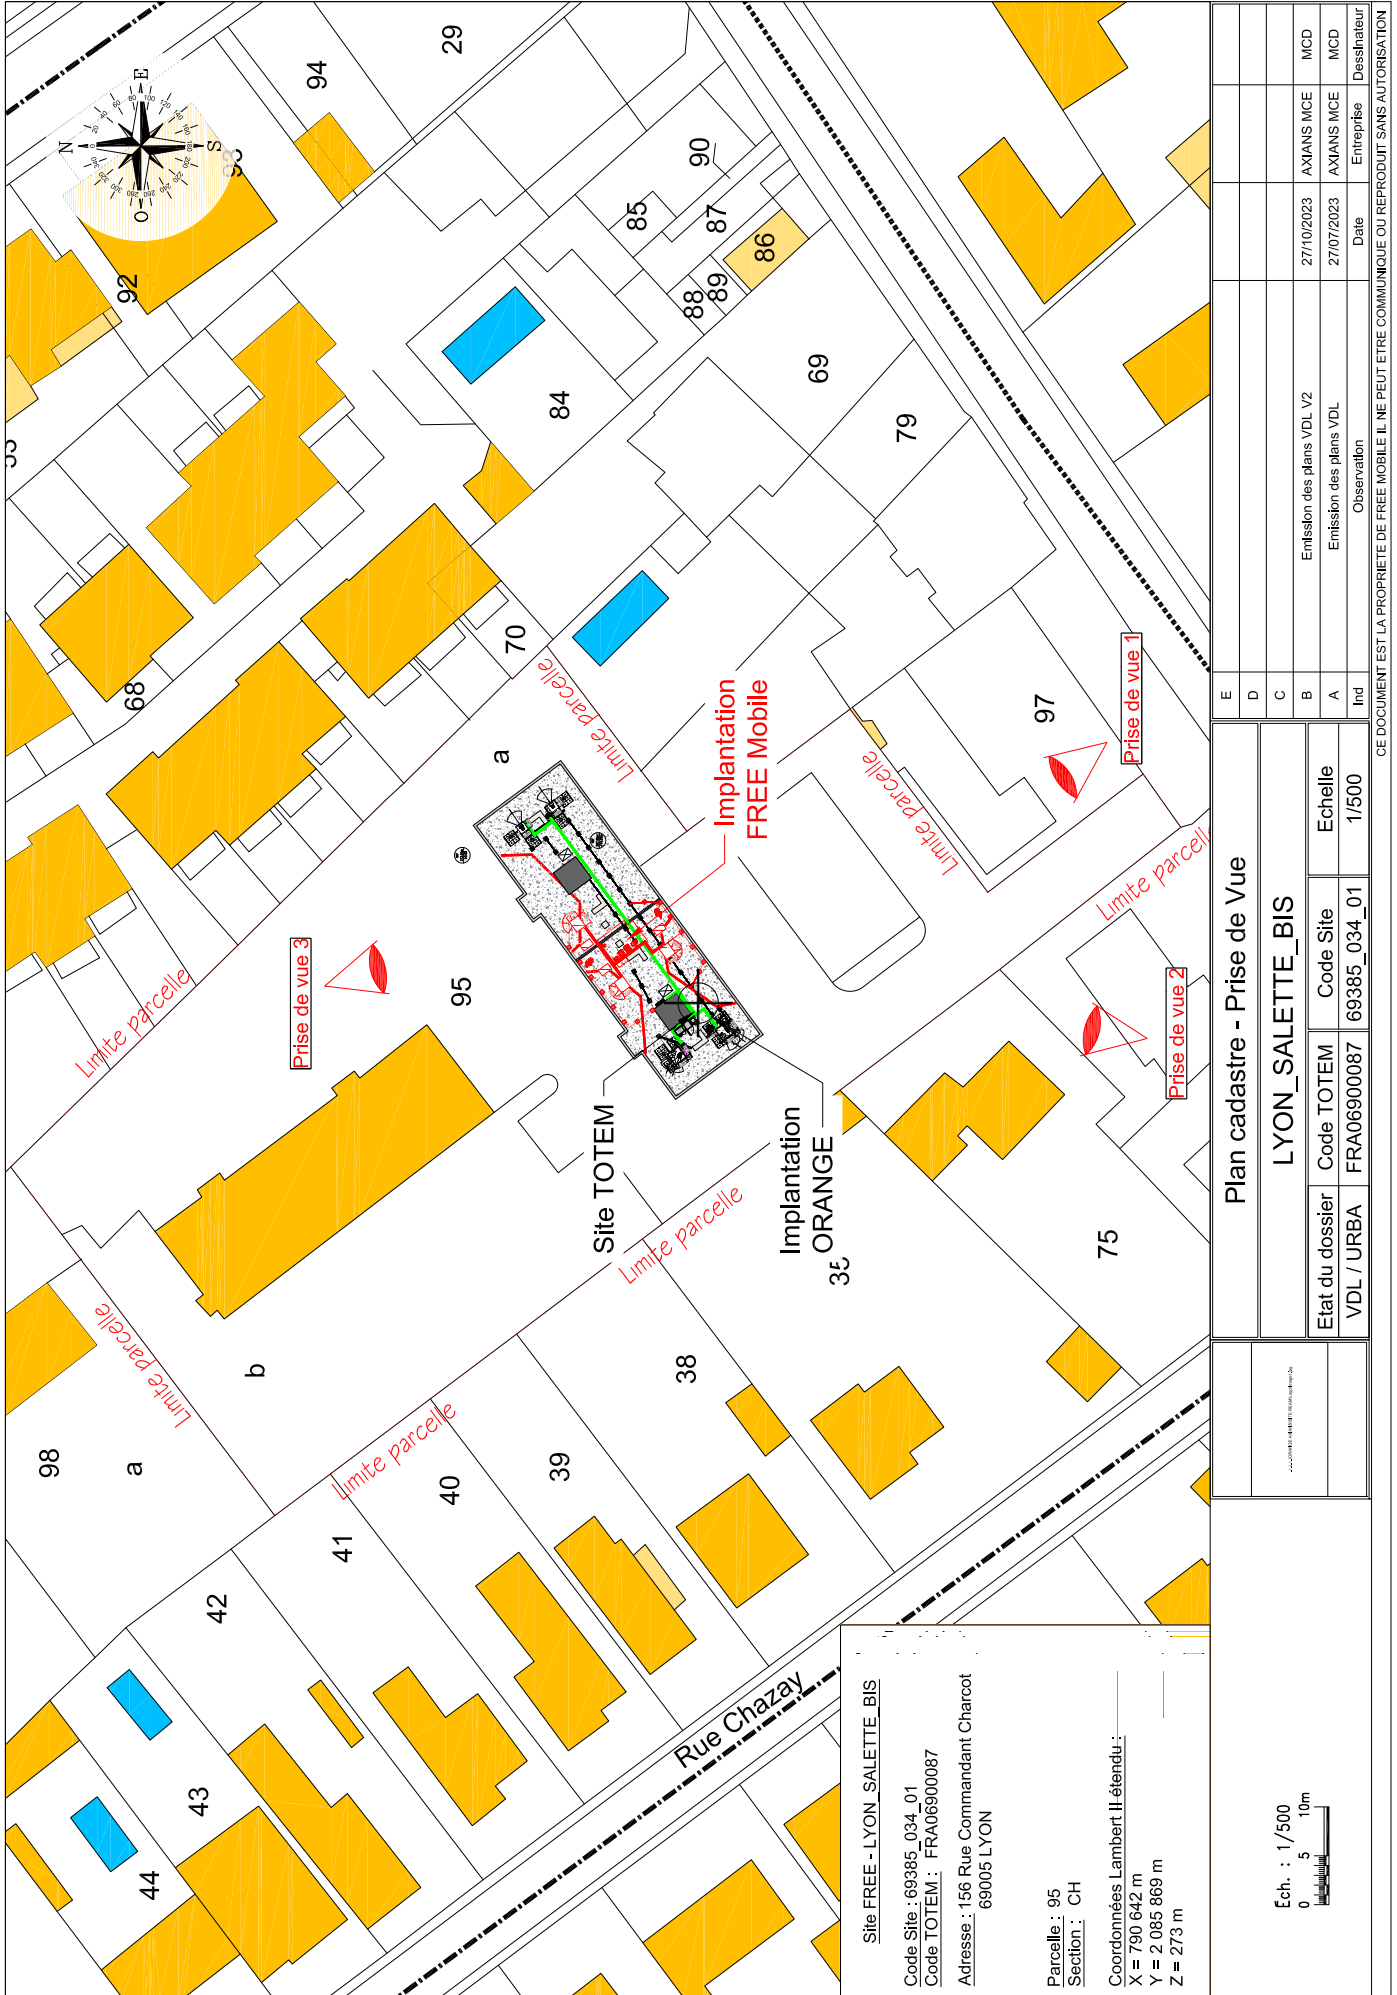 N
E
S
O
29
94
93
92
90
85
87
86
88
89
84
69
79
68
70
a
97
95
98
a
b
35
75
38
39
40
41
42
43
44
Limite parcelle
Limite parcelle
Limite parcelle
Limite parcelle
Limite parcelle
Limite parcelle
Limite parcelle
Implantation
FREE Mobile
Prise de vue 1
Prise de vue 2
Prise de vue 3
Site TOTEM
Implantation
ORANGE
Rue Chazay
Site FREE - LYON_SALETTE_BIS
Code Site : 69385_034_01
Code TOTEM : FRA06900087
Adresse : 156 Rue Commandant Charcot
69005 LYON
Parcelle : 95
Section : CH
Coordonnées Lambert II étendu :
X = 790 642 m
Y = 2 085 869 m
Z = 273 m
Éch. : 1/500
0 5 10m
Plan cadastre - Prise de Vue
LYON_SALETTE_BIS
Etat du dossier Code TOTEM Code Site Echelle
VDL / URBA FRA06900087 69385_034_01 1/500
E
D
C
B Emission des plans VDL V2 27/10/2023 AXIANS MCE MCD
A Emission des plans VDL 27/07/2023 AXIANS MCE MCD
Ind Observation Date Entreprise Dessinateur
CE DOCUMENT EST LA PROPRIETE DE FREE MOBILE IL NE PEUT ETRE COMMUNIQUE OU REPRODUIT SANS AUTORISATION